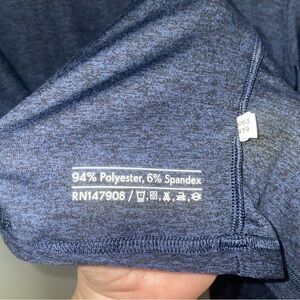 94% Polyester, 6% Spandex
RN147908 /